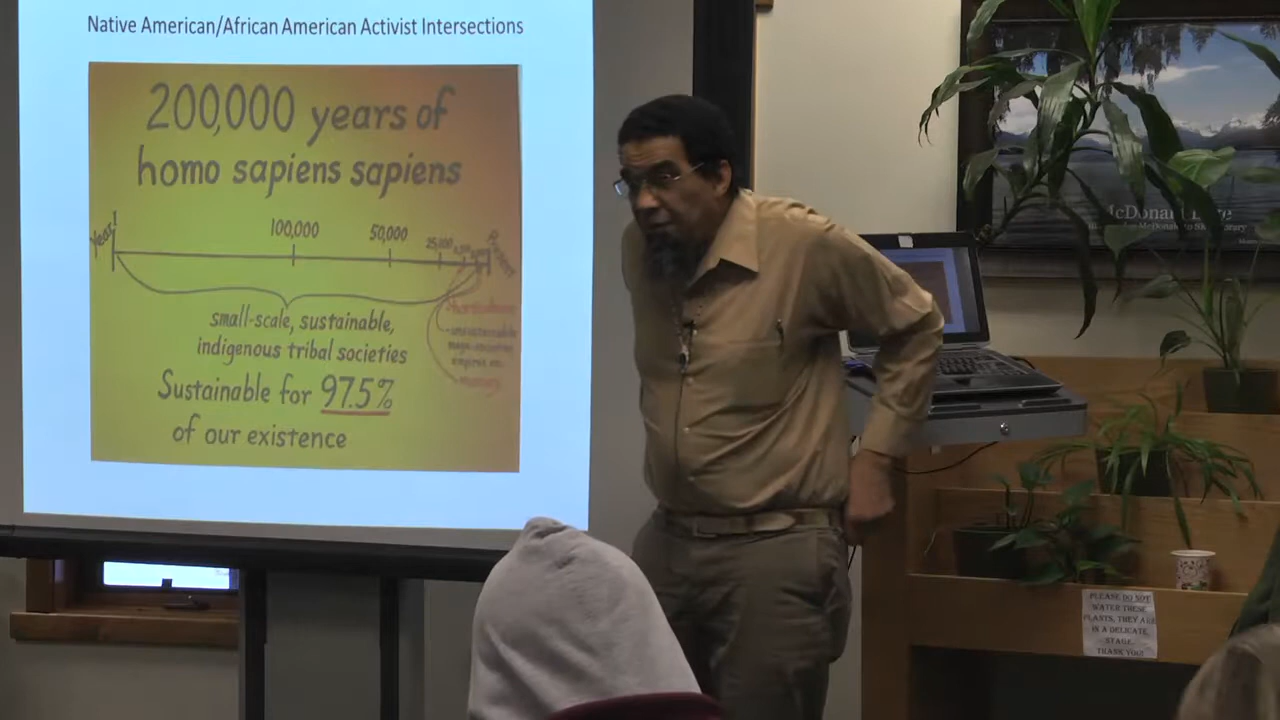 Native American/African American Activist Intersections
200,000 years of
homo sapiens sapiens
Year 1
100,000
50,000
25,000
small-scale, sustainable,
indigenous tribal societies
Sustainable for 97.5%
of our existence
unsustainable
McDonald Lake
PLEASE DO NOT
WATER THESE
PLANTS, THEY ARE
IN A DELICATE
STAGE.
THANK YOU!